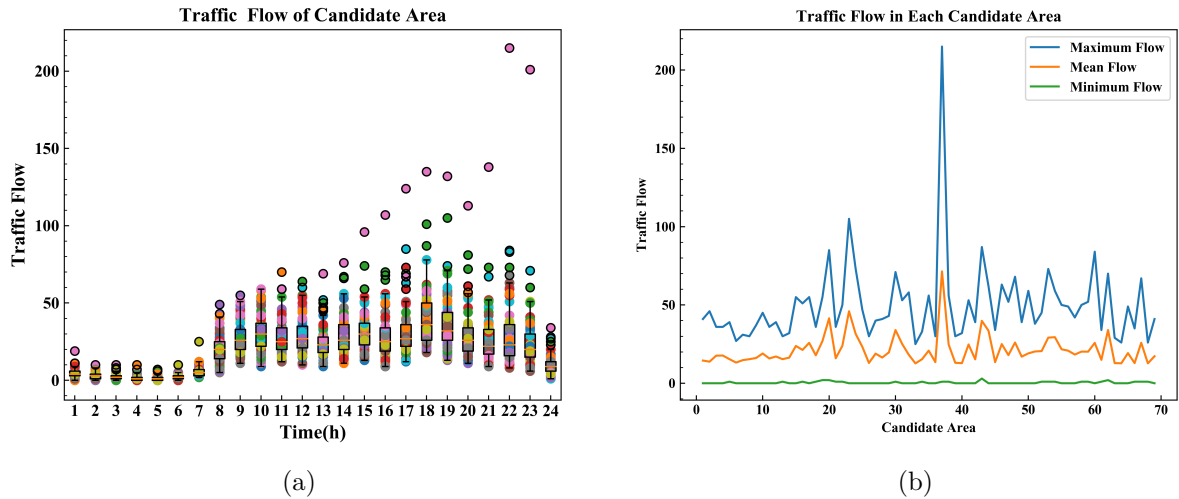 Traffic Flow of Candidate Area
Traffic Flow
200
150
100
50
0
1 2 3 4 5 6 7 8 9 10 11 12 13 14 15 16 17 18 19 20 21 22 23 24
Time(h)
(a)
Traffic Flow in Each Candidate Area
Maximum Flow
Mean Flow
Minimum Flow
Traffic Flow
200
150
100
50
0
0 10 20 30 40 50 60 70
Candidate Area
(b)